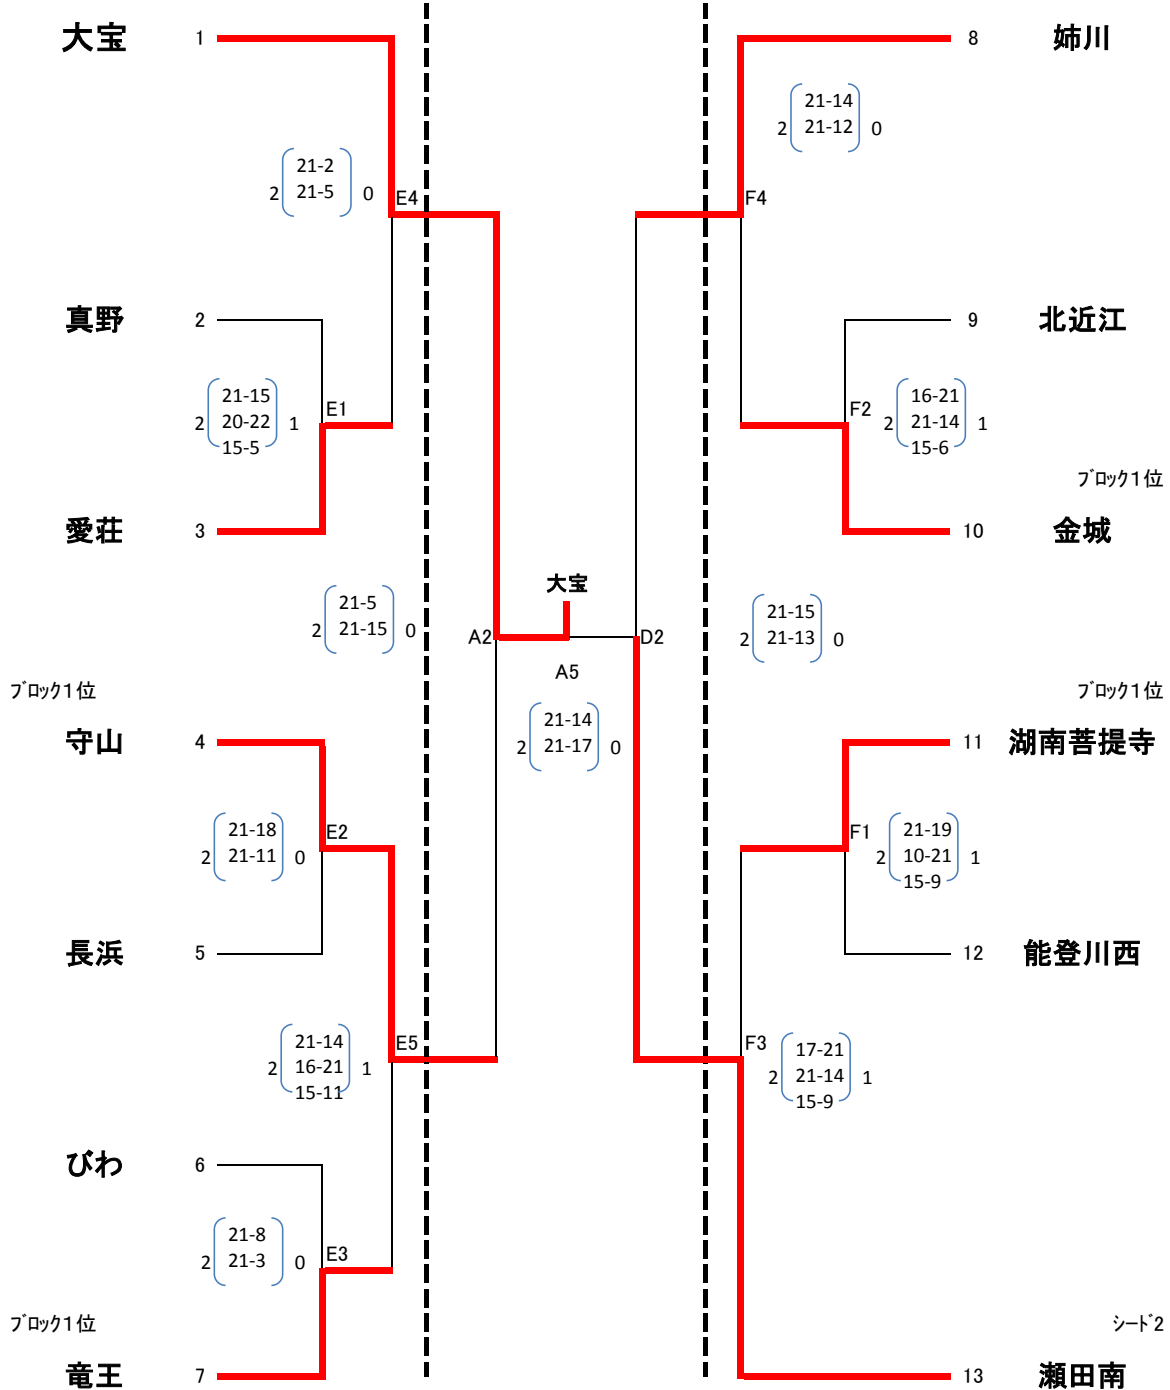 大宝 1
8 姉川
21-14
2 21-12 0
21-2
2 21-5 0
E4
F4
真野 2
9 北近江
21-15
2 20-22 1
15-5
E1
F2
16-21
2 21-14 1
15-6
ブロック1位
愛荘 3
10 金城
大宝
21-5
2 21-15 0
A2
D2
21-15
2 21-13 0
A5
21-14
2 21-17 0
ブロック1位
ブロック1位
守山 4
11 湖南菩提寺
21-18
2 21-11 0
E2
F1
21-19
2 10-21 1
15-9
長浜 5
12 能登川西
21-14
2 16-21 1
15-11
E5
F3
17-21
2 21-14 1
15-9
びわ 6
21-8
2 21-3 0
E3
ブロック1位
シード2
竜王 7
13 瀬田南